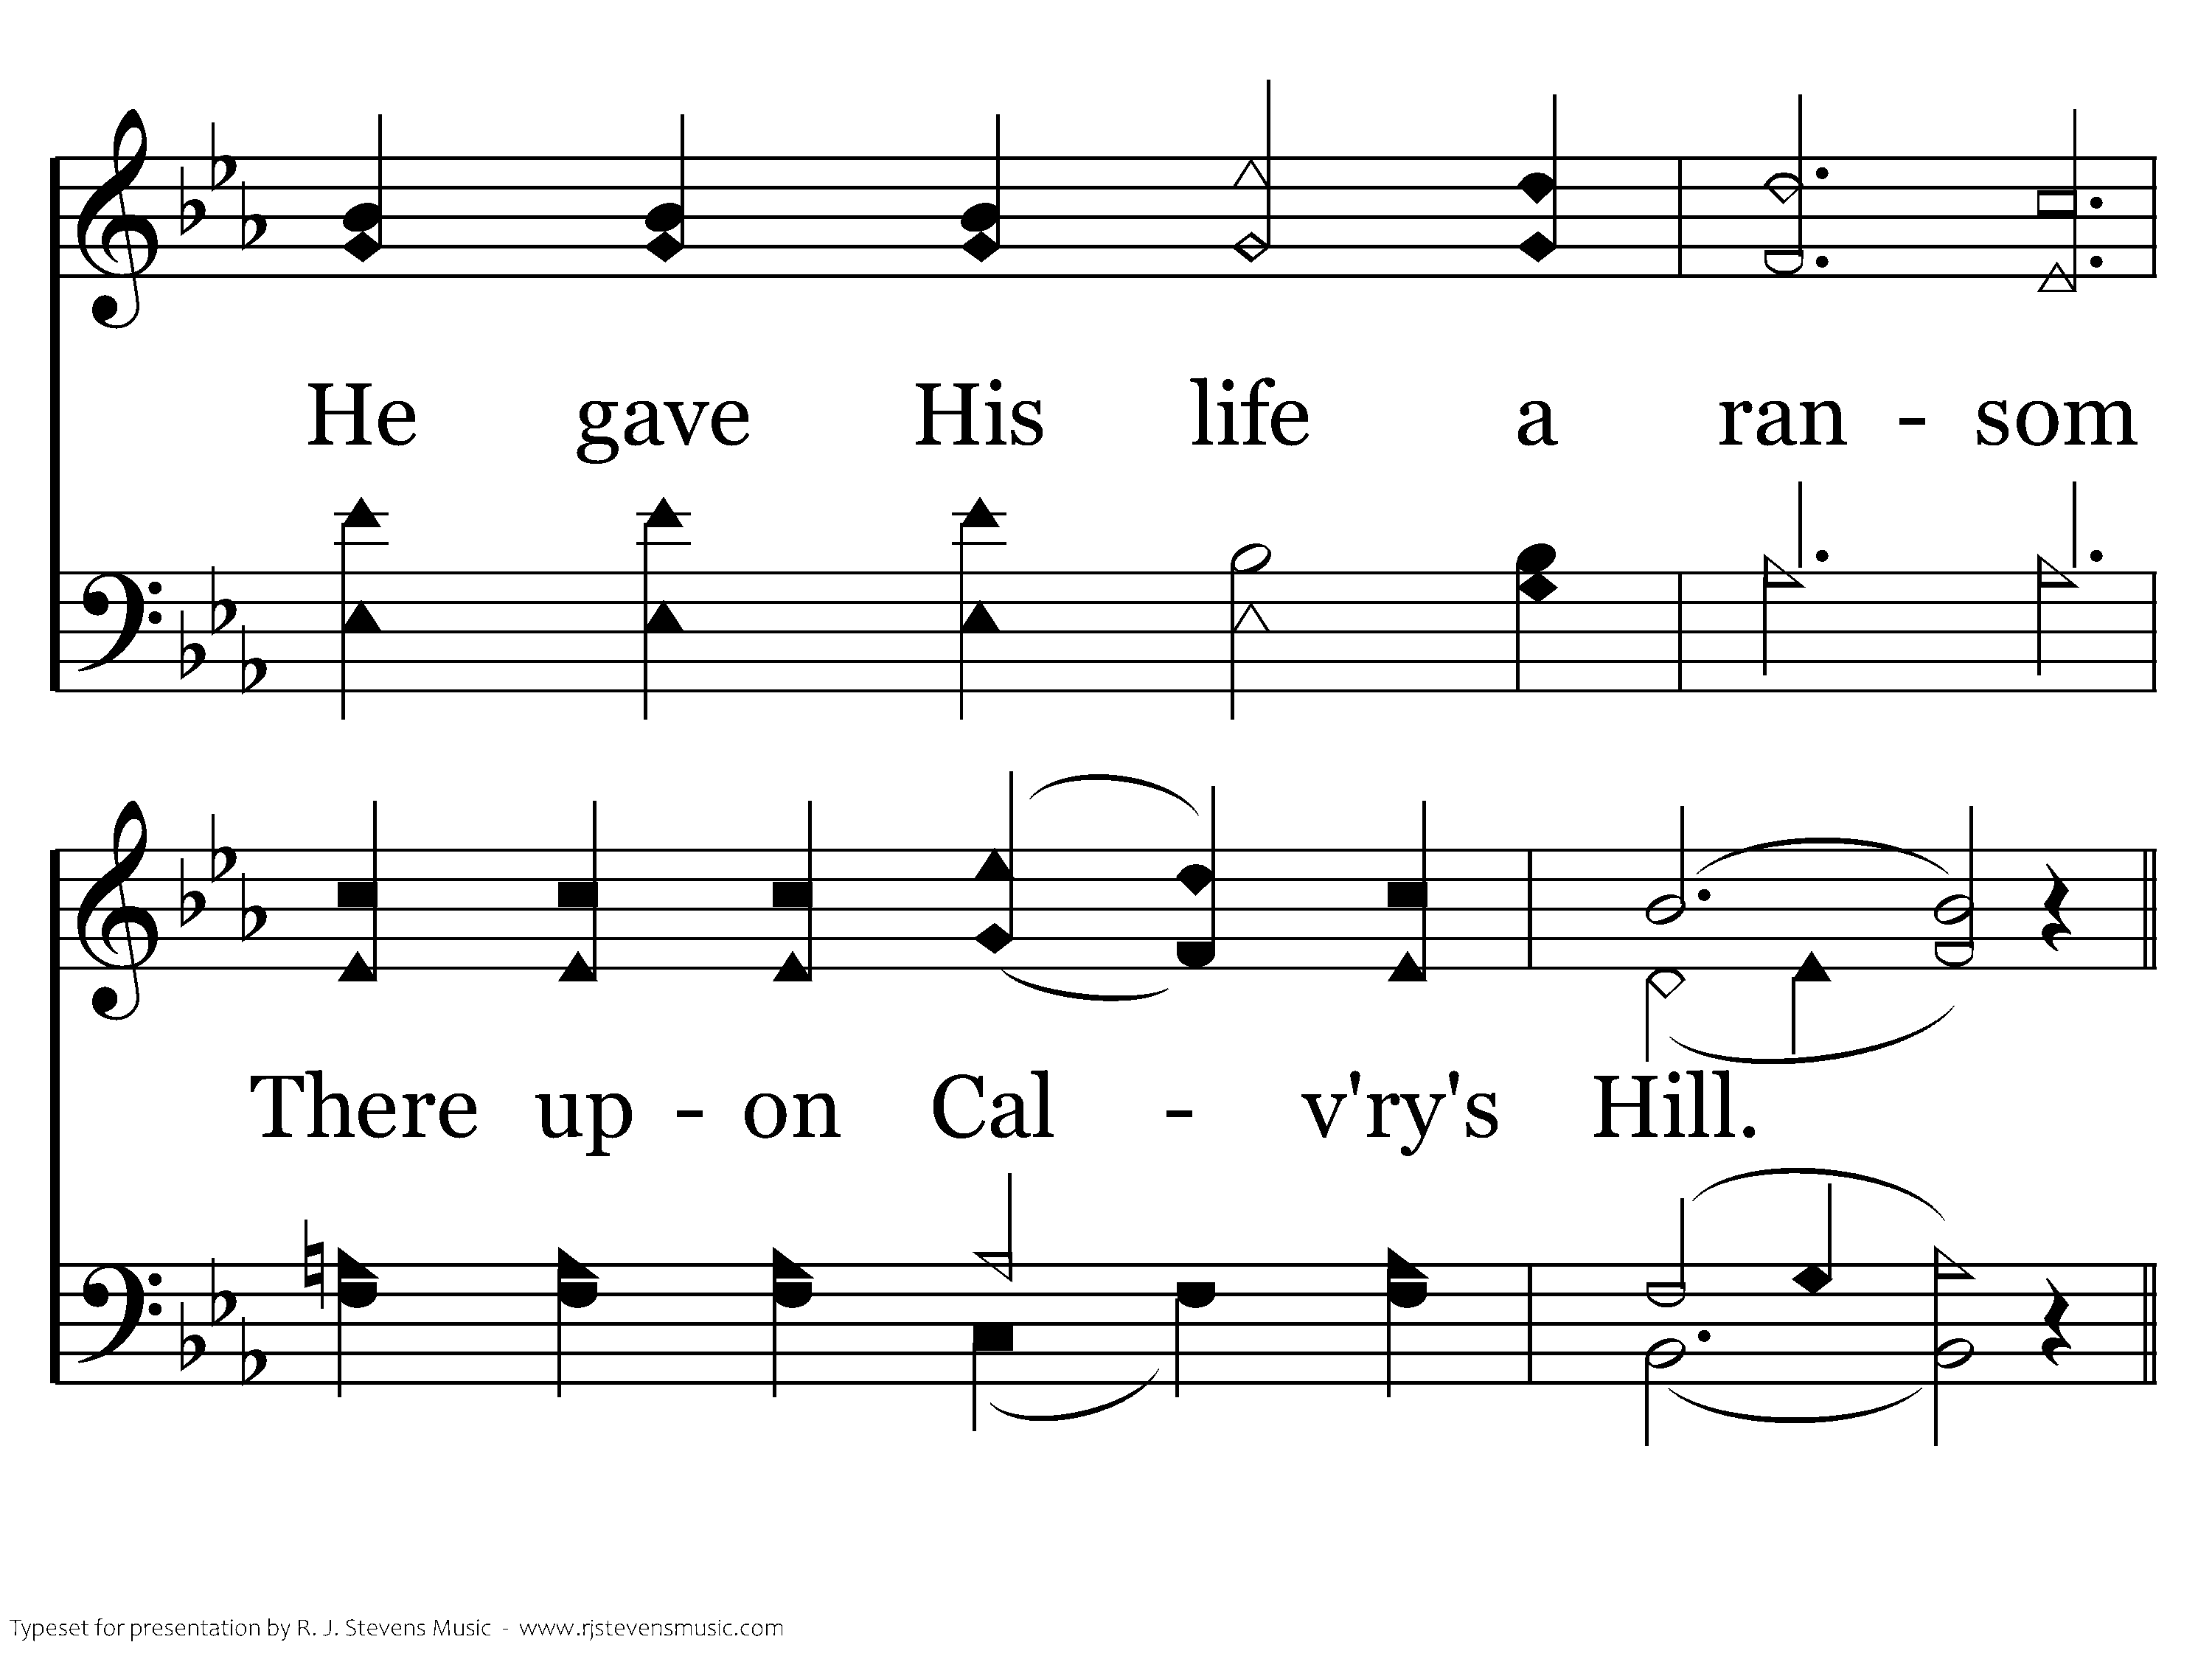 He gave His life a ran - som
There up - on Cal - v'ry's Hill.
Typeset for presentation by R. J. Stevens Music - www.rjstevensmusic.com